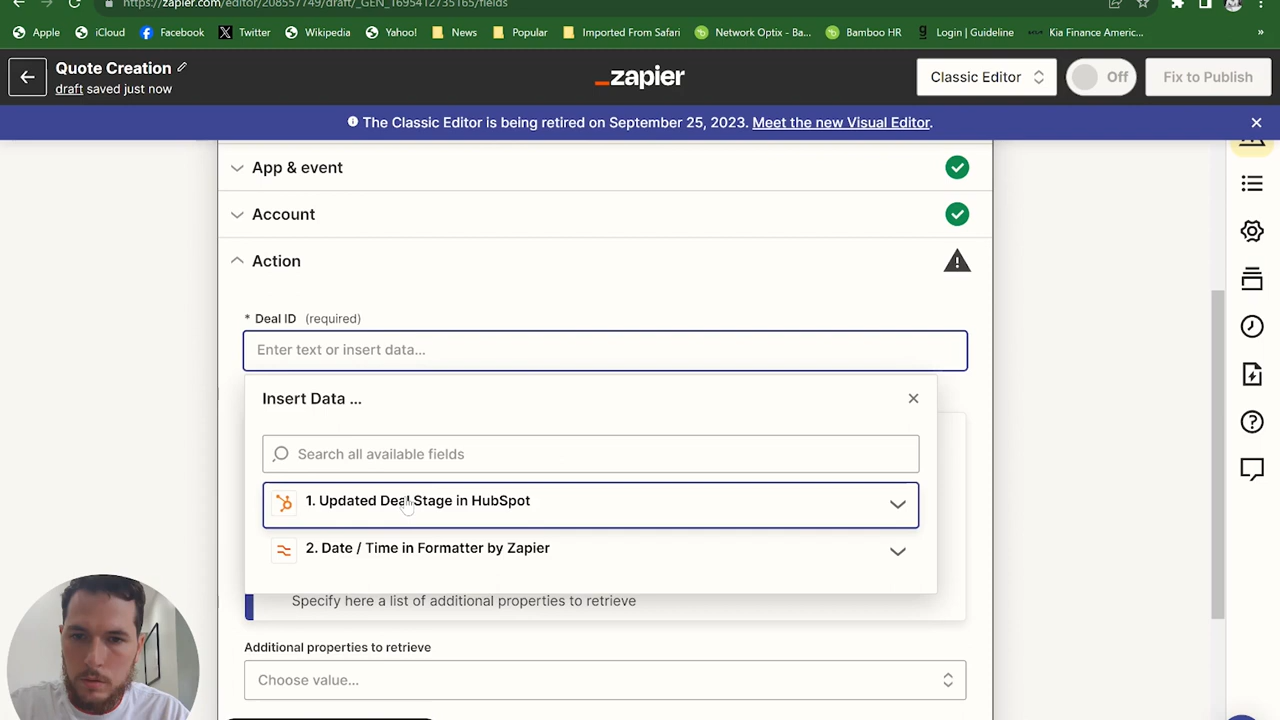 https://zapier.com/editor/208557749/draft/_GEN_1695412735165/fields
Apple
iCloud
Facebook
Twitter
Wikipedia
Yahoo!
News
Popular
Imported From Safari
Network Optix - Ba...
Bamboo HR
Login | Guideline
Kia Finance Americ...
»
Quote Creation
draft saved just now
zapier
Classic Editor
Off
Fix to Publish
The Classic Editor is being retired on September 25, 2023. Meet the new Visual Editor.
App & event
Account
Action
* Deal ID (required)
Enter text or insert data...
Insert Data ...
Search all available fields
1. Updated Deal Stage in HubSpot
2. Date / Time in Formatter by Zapier
Specify here a list of additional properties to retrieve
Additional properties to retrieve
Choose value...